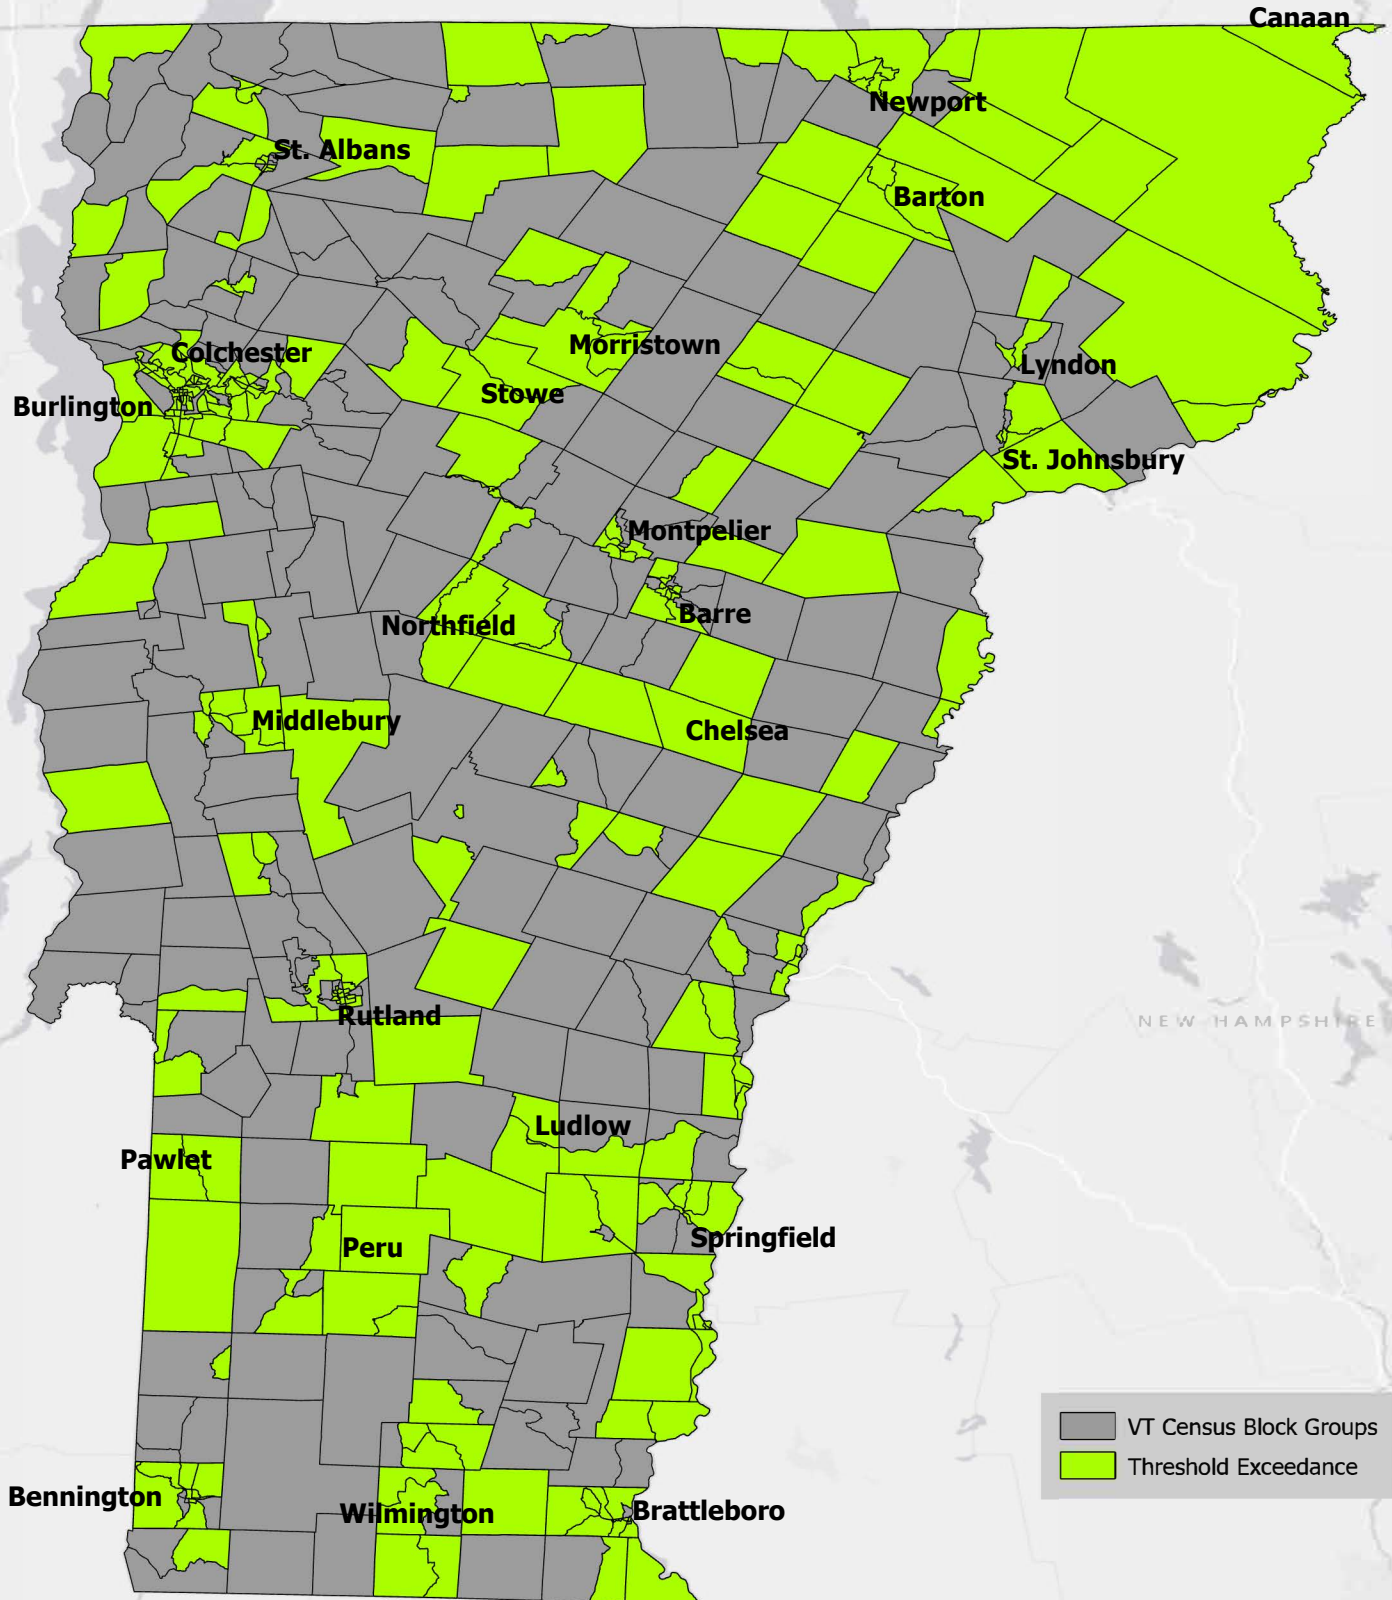 Canaan
Newport
St. Albans
Barton
Colchester
Morristown
Lyndon
Stowe
Burlington
St. Johnsbury
Montpelier
Barre
Northfield
Middlebury
Chelsea
Rutland
NEW HAMPSHIRE
Ludlow
Pawlet
Springfield
Peru
VT Census Block Groups
Threshold Exceedance
Bennington
Wilmington
Brattleboro